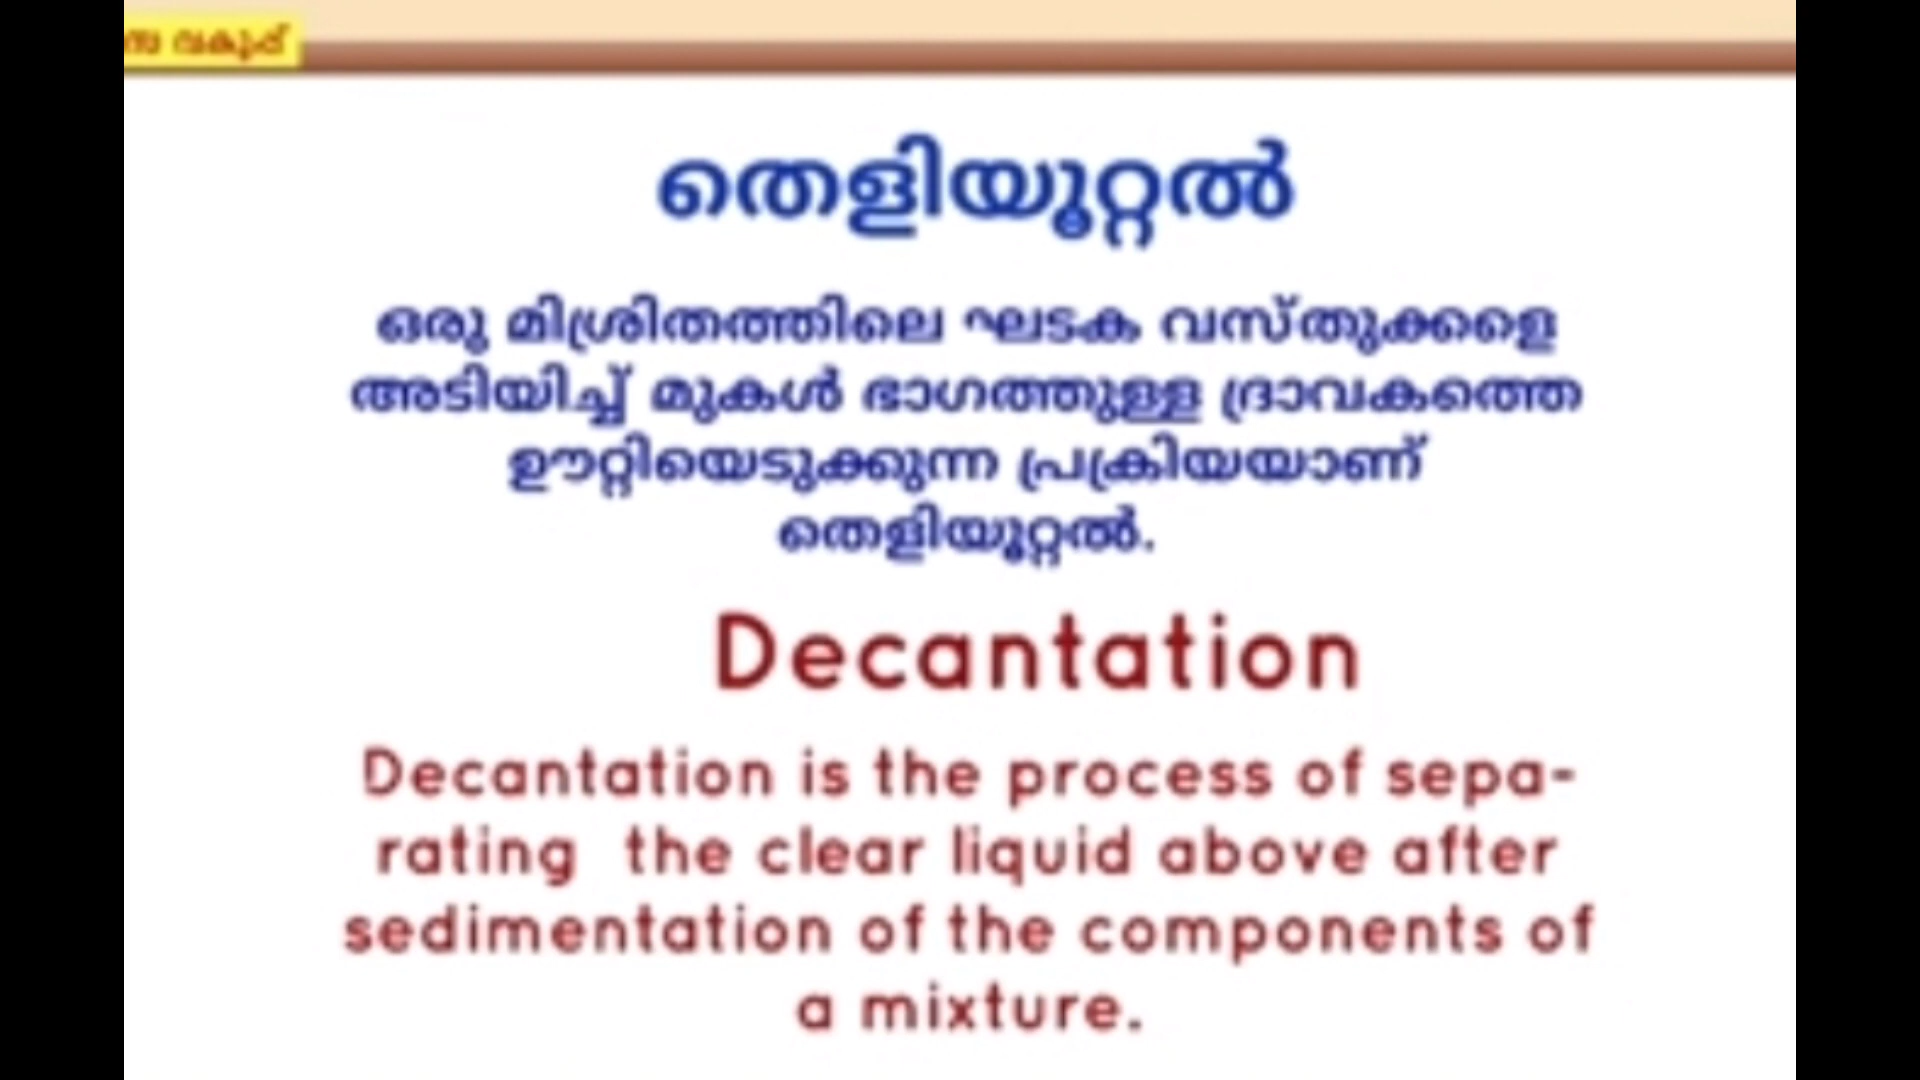 വകുപ്പ്
തെളിയൂറ്റൽ
ഒരു മിശ്രിതത്തിലെ ഘടക വസ്തുക്കളെ
അടിയിച്ച് മുകൾ ഭാഗത്തുള്ള ദ്രാവകത്തെ
ഊറ്റിയെടുക്കുന്ന പ്രക്രിയയാണ്
തെളിയൂറ്റൽ.
Decantation
Decantation is the process of sepa-
rating the clear liquid above after
sedimentation of the components of
a mixture.